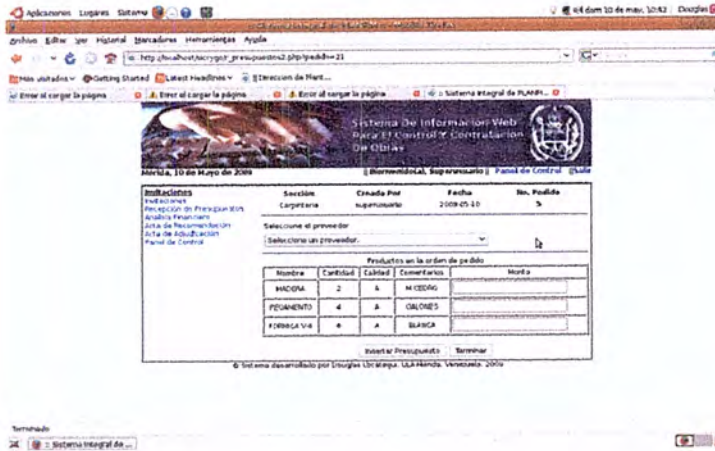 Aplicaciones Lugares Sistema
dom 10 de may, 10:42 Douglas
Archivo Editar Ver Historial Marcadores Herramientas Ayuda
Más visitados Getting Started Latest Headlines
Error al cargar la página Error al cargar la página Error al cargar la página :: Sistema Integral de
Sistema De Información Web
Para El Control Y Contratación
De Obras
Mérida, 10 de Mayo de 2009 || Bienvenido(a), Superusuario || Panel de Control
Invitaciones
Invitaciones
Recepción de Presupuestos
Análisis Financiero
Acta de Recomendación
Acta de Adjudicación
Panel de Control
Sección Creada Por Fecha No. Pedido
Carpinteria superusuario 2009-05-10
Seleccione el proveedor
Seleccione un proveedor.
Productos en la orden de pedido
Nombre Cantidad Calidad Comentarios Monto
MADERA 2 A M CEDRO
PEGAMENTO 4 A GALONES
FORMICA A BLANCA
Insertar Presupuesto Terminar
© Sistema desarrollado por Douglas ULA Mérida, Venezuela. 2009
Terminado
:: Sistema Integral de ...